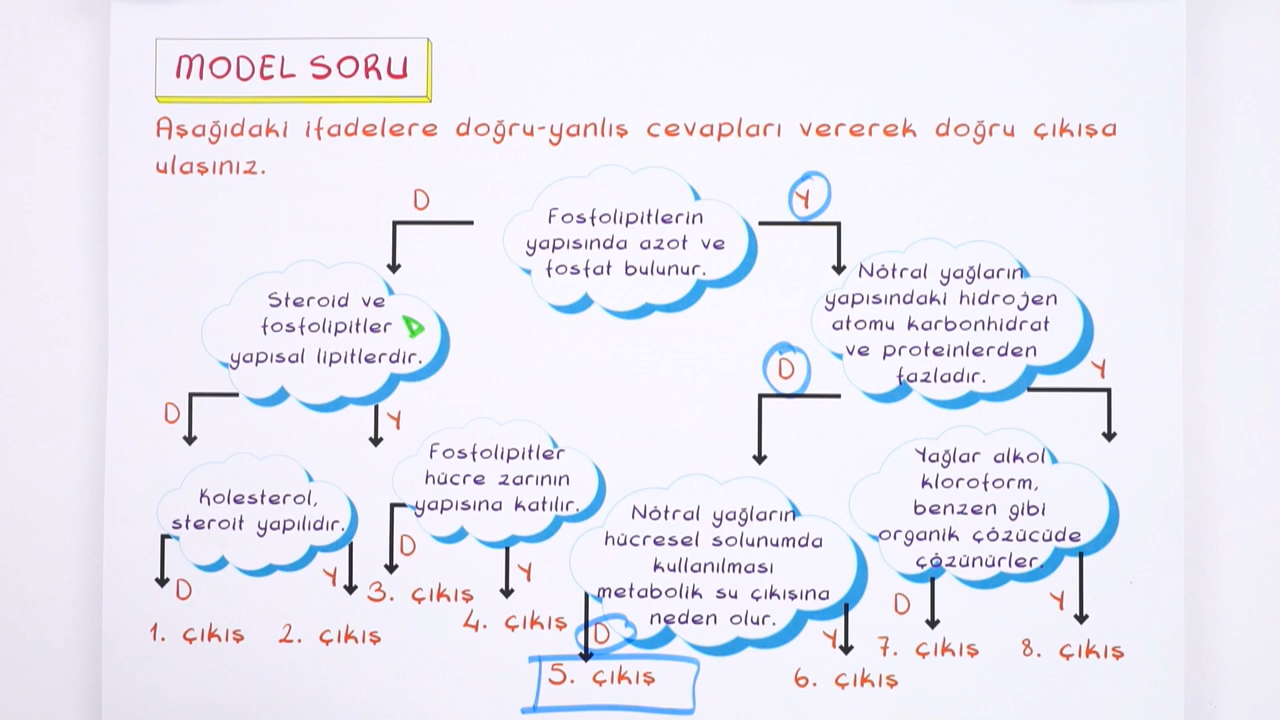 MODEL SORU
Aşağıdaki ifadelere doğru-yanlış cevapları vererek doğru çıkışa
ulaşınız.
D
Y
Fosfolipitlerin
yapısında azot ve
fosfat bulunur.
Steroid ve
fosfolipitler D
yapısal lipitlerdir.
Nötral yağların
yapısındaki hidrojen
atomu karbonhidrat
ve proteinlerden
fazladır.
D
Y
D
Y
Kolesterol,
steroit yapılıdır.
Fosfolipitler
hücre zarının
yapısına katılır.
Nötral yağların
hücresel solunumda
kullanılması
metabolik su çıkışına
neden olur.
Yağlar alkol
kloroform,
benzen gibi
organik çözücüde
çözünürler.
D
Y
D
Y
D
Y
D
Y
1. çıkış
2. çıkış
3. çıkış
4. çıkış
5. çıkış
6. çıkış
7. çıkış
8. çıkış